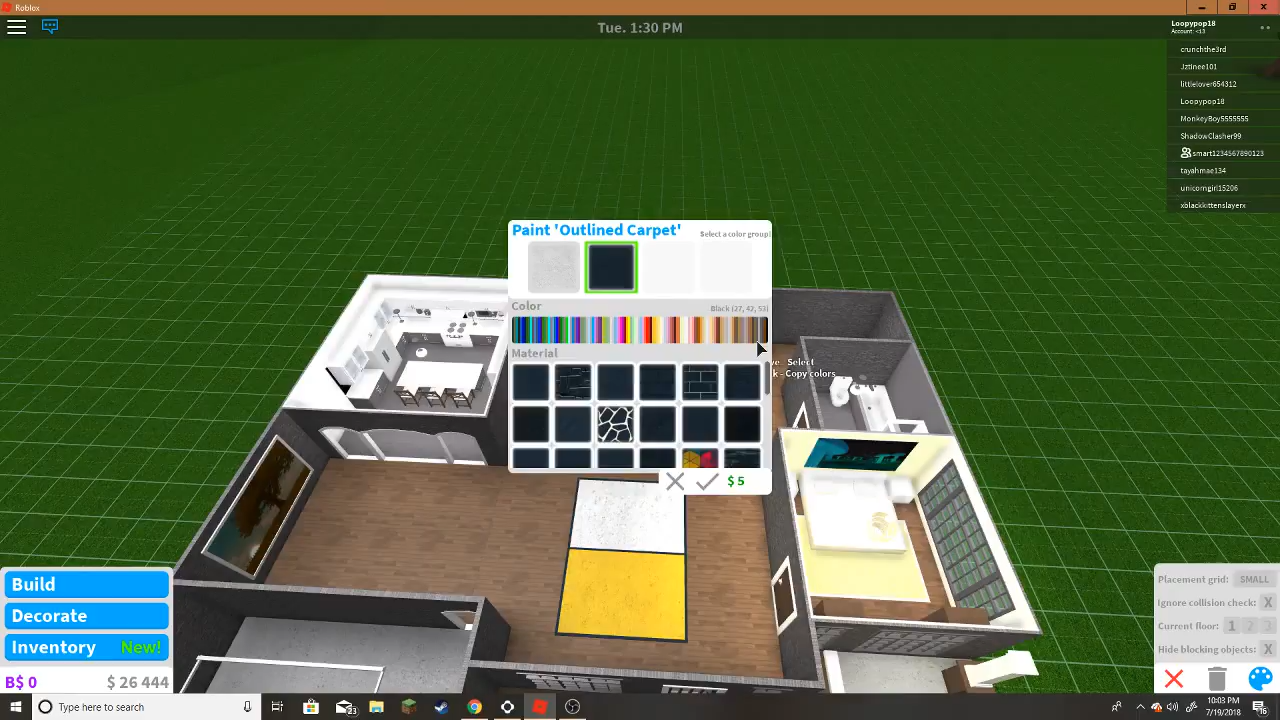 Roblox
Tue. 1:30 PM
Loopypop18
Account: <13
crunchthe3rd
Jztinee101
littlelover654312
Loopypop18
MonkeyBoy5555555
ShadowClasher99
smart1234567890123
tayahmae134
unicorngirl15206
xblackkittenslayerx
Paint 'Outlined Carpet'
Select a color group!
Color
Black (27, 42, 53)
Material
Select
- Copy colors
$ 5
Build
Decorate
Inventory New!
B$ 0 $ 26 444
Placement grid: SMALL
Ignore collision check: X
Current floor: 1 2 3
Hide blocking objects: X
Type here to search
23
10:03 PM
7/19/2018